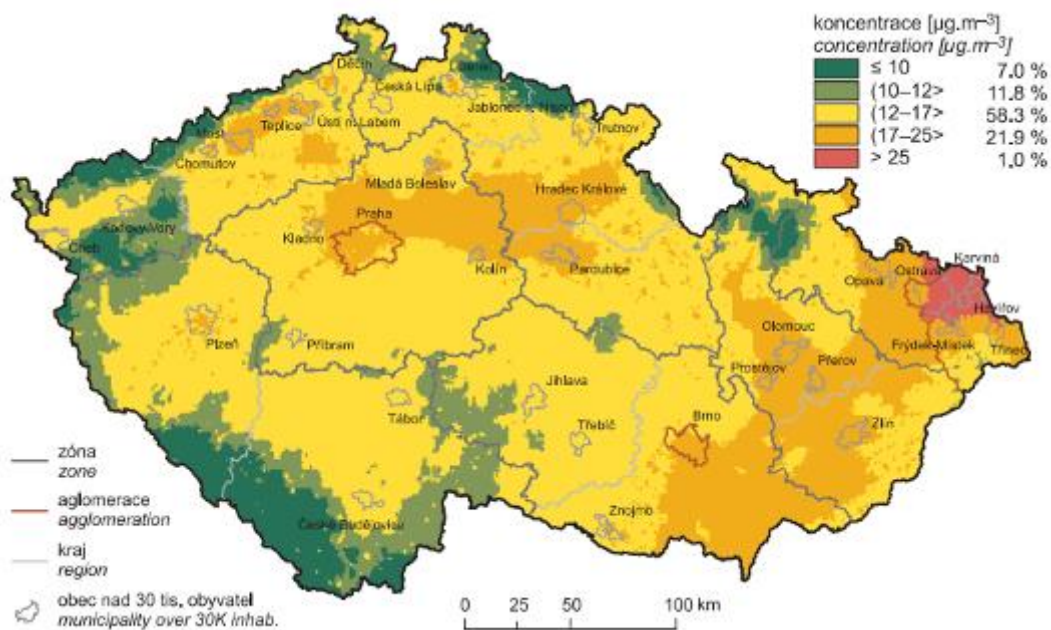 koncentrace [µg.m⁻³]
concentration [µg.m⁻³]
≤ 10 7.0 %
(10–12> 11.8 %
(12–17> 58.3 %
(17–25> 21.9 %
> 25 1.0 %
Děčín
Liberec
Česká Lípa
Jablonec n. Nisou
Ústí n. Labem
Teplice
Most
Trutnov
Chomutov
Mladá Boleslav
Hradec Králové
Karlovy Vary
Praha
Kladno
Cheb
Kolín
Pardubice
Karviná
Ostrava
Opava
Havířov
Olomouc
Plzeň
Příbram
Frýdek-Místek
Třinec
Přerov
Prostějov
Jihlava
Tábor
Brno
Třebíč
Zlín
Znojmo
České Budějovice
zóna
zone
aglomerace
agglomeration
kraj
region
obec nad 30 tis, obyvatel
municipality over 30K inhab.
0 25 50 100 km